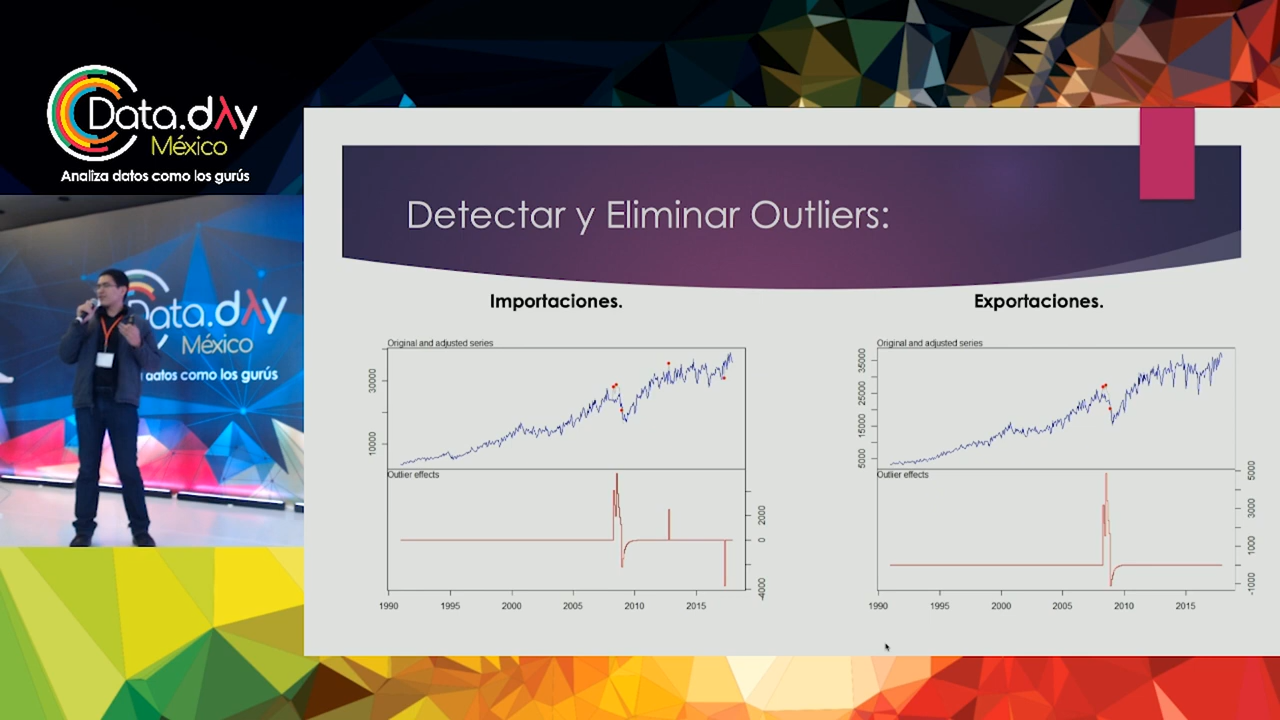 Data.dλy
México
Analiza datos como los gurús
Data.dλy
México
datos como los gurús
Detectar y Eliminar Outliers:
Importaciones.
Original and adjusted series
30000
10000
Outlier effects
2000
0
-4000
1990 1995 2000 2005 2010 2015
Exportaciones.
Original and adjusted series
35000
25000
15000
5000
Outlier effects
5000
3000
1000
-1000
1990 1995 2000 2005 2010 2015